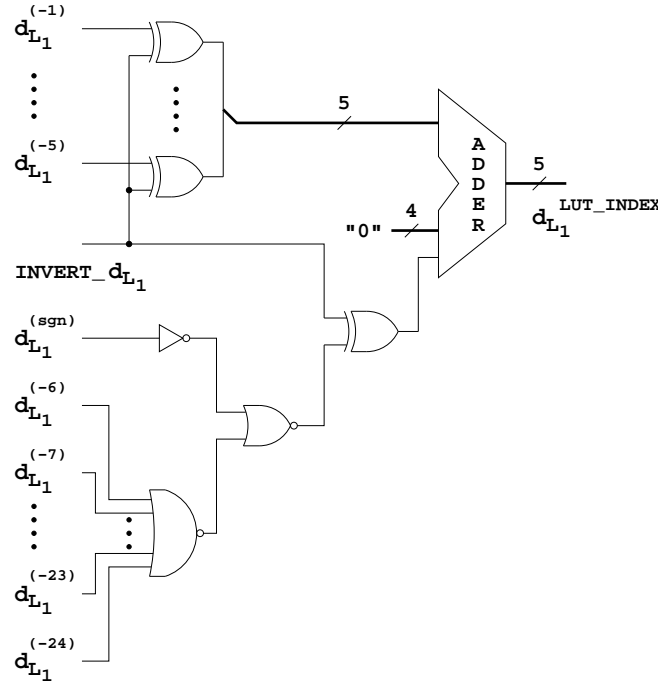 d_L1^(-1)
5
ADDER
d_L1^(-5)
5
"0" 4
d_L1^LUT_INDEX
INVERT_d_L1
d_L1^(sgn)
d_L1^(-6)
d_L1^(-7)
d_L1^(-23)
d_L1^(-24)